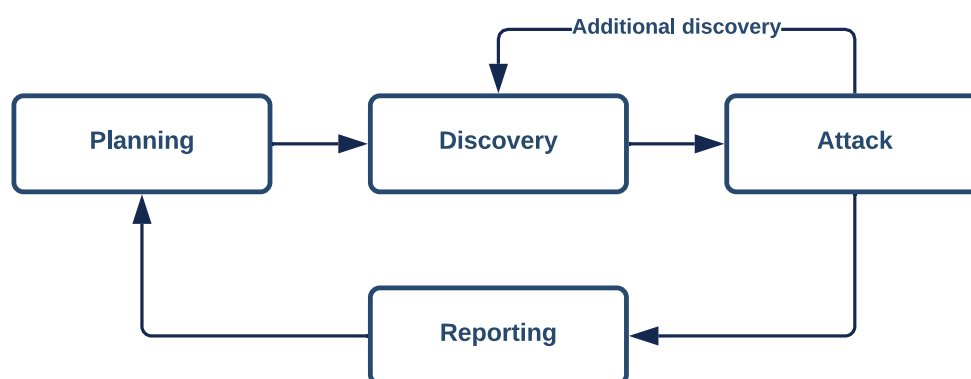 Additional discovery
Planning
Discovery
Attack
Reporting